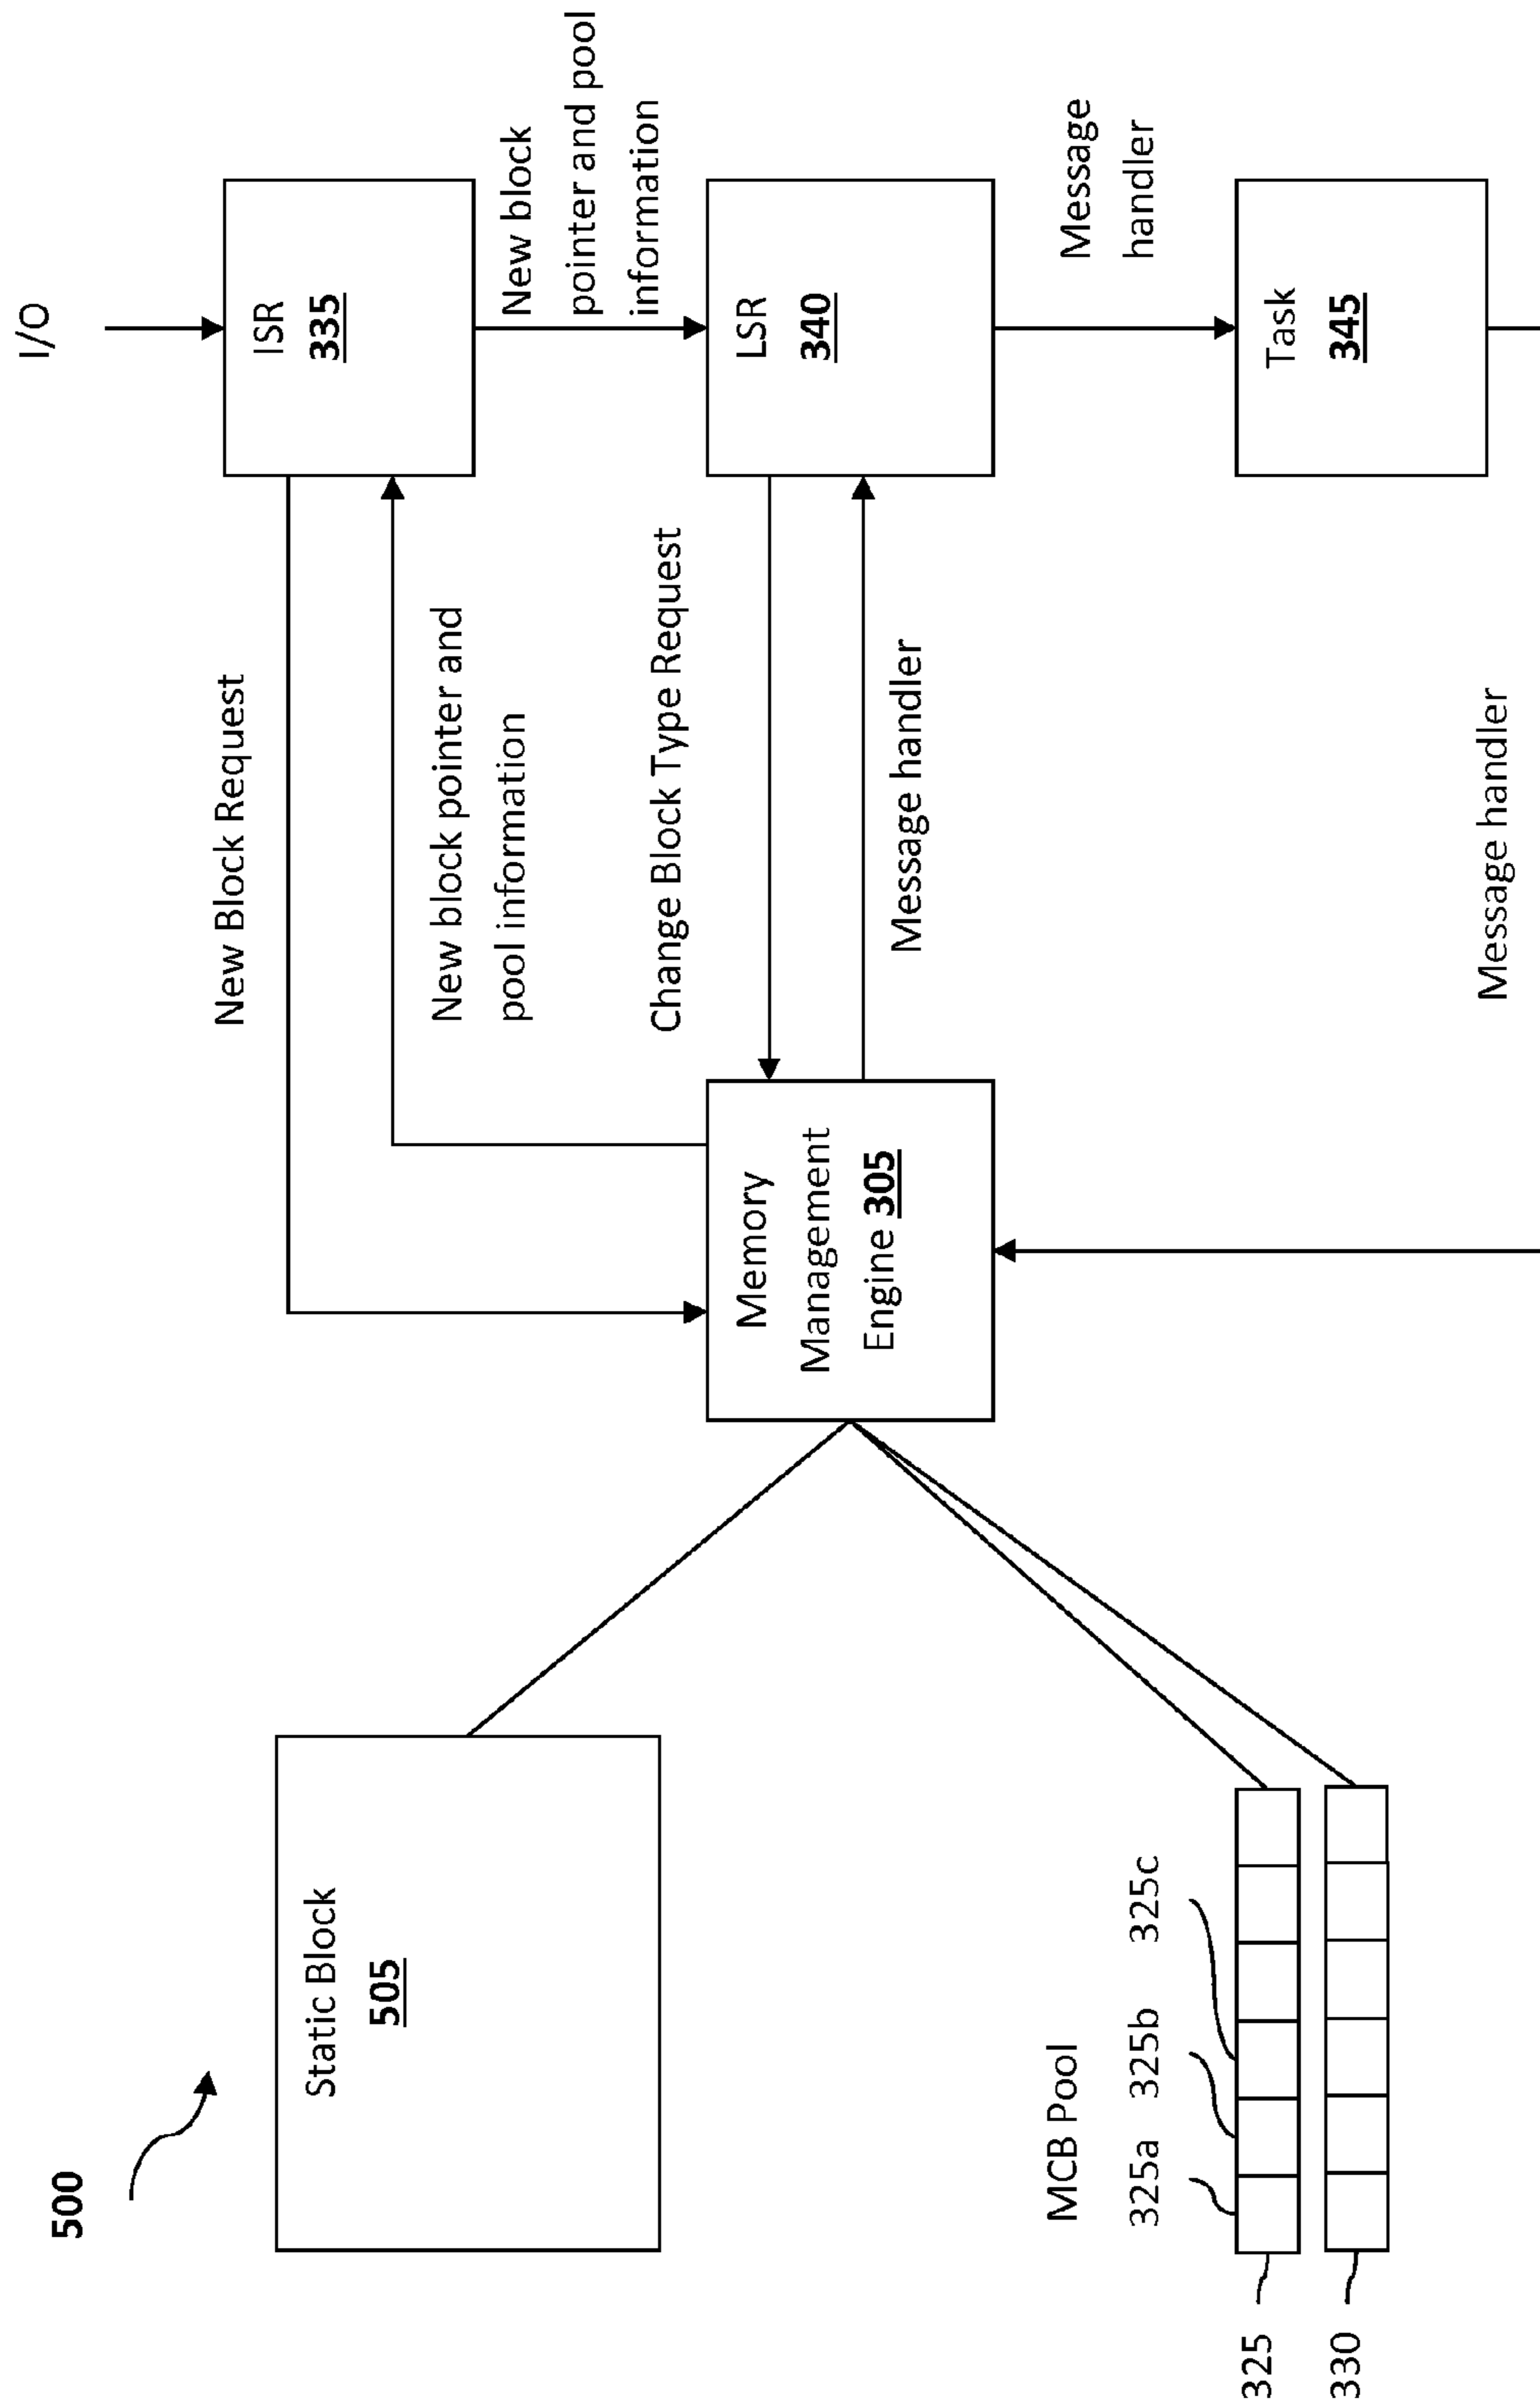 I/O
500
New Block Request
ISR
335
Static Block
505
New block pointer and
pool information
New block
pointer and pool
information
Change Block Type Request
LSR
340
Memory
Management
Engine 305
Message handler
Message
handler
MCB Pool
325a 325b 325c
325
330
Task
345
Message handler